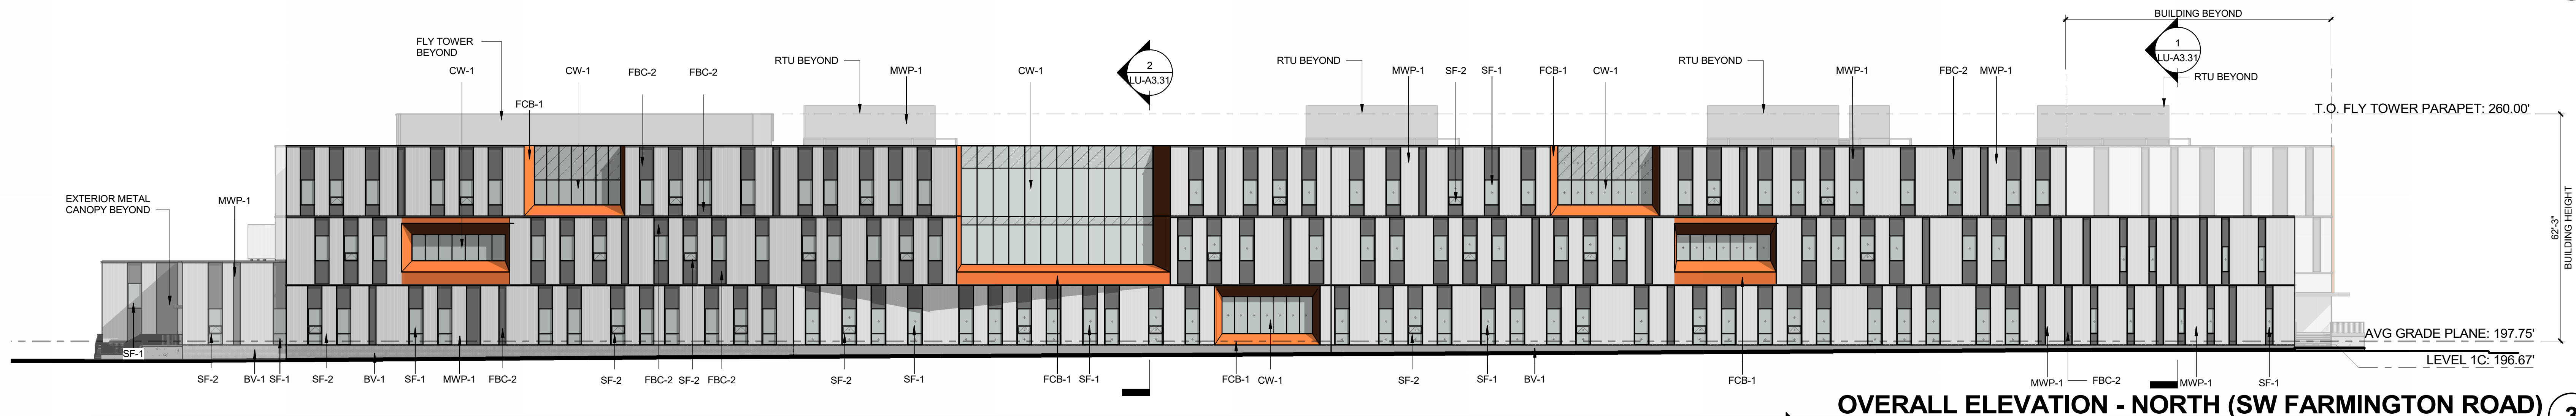 BUILDING BEYOND
FLY TOWER
BEYOND
CW-1
CW-1
FBC-2
FBC-2
RTU BEYOND
MWP-1
CW-1
2
LU-A3.31
RTU BEYOND
MWP-1
SF-2
SF-1
FCB-1
CW-1
RTU BEYOND
MWP-1
FBC-2
MWP-1
1
LU-A3.31
RTU BEYOND
FCB-1
T.O. FLY TOWER PARAPET: 260.00'
EXTERIOR METAL
CANOPY BEYOND
MWP-1
62'-3"
BUILDING HEIGHT
AVG GRADE PLANE: 197.75'
LEVEL 1C: 196.67'
SF-1
SF-2
BV-1
SF-1
SF-2
BV-1
SF-1
MWP-1
FBC-2
SF-2
FBC-2
SF-2
FBC-2
SF-2
SF-1
FCB-1
SF-1
FCB-1
CW-1
SF-2
SF-1
BV-1
FCB-1
MWP-1
FBC-2
MWP-1
SF-1
OVERALL ELEVATION - NORTH (SW FARMINGTON ROAD)